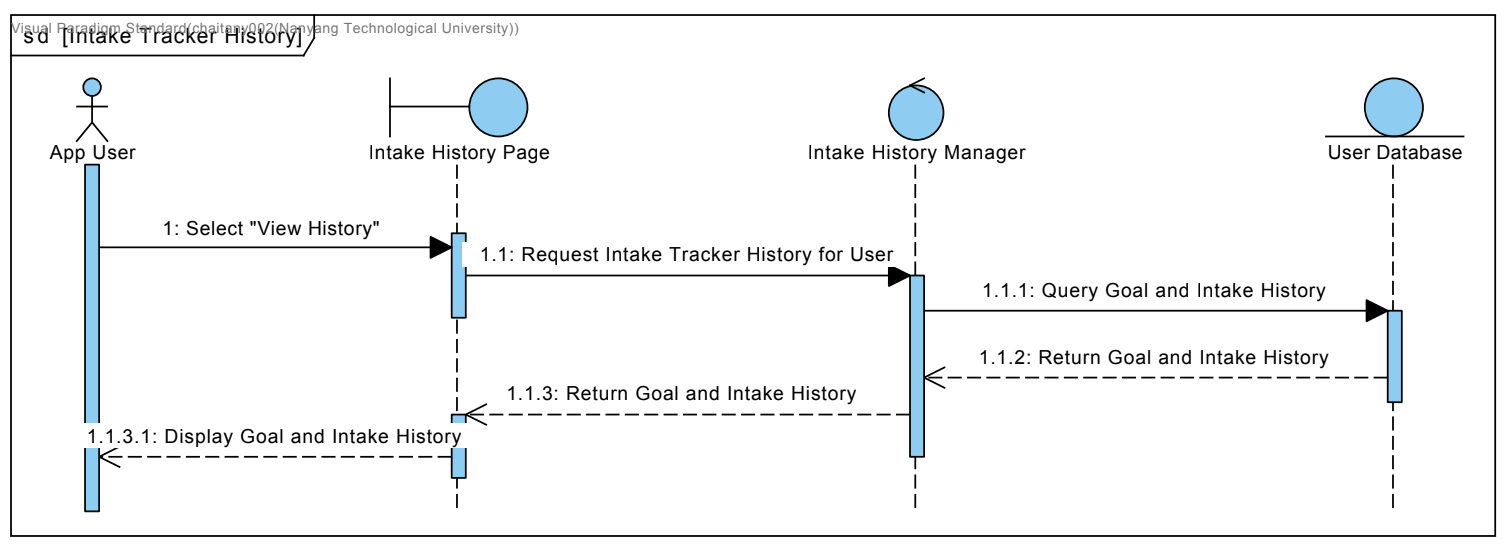 Visual Paradigm Standard(chaitany002(Nanyang Technological University))
sd [Intake Tracker History]
App User
Intake History Page
Intake History Manager
User Database
1: Select "View History"
1.1: Request Intake Tracker History for User
1.1.1: Query Goal and Intake History
1.1.2: Return Goal and Intake History
1.1.3: Return Goal and Intake History
1.1.3.1: Display Goal and Intake History